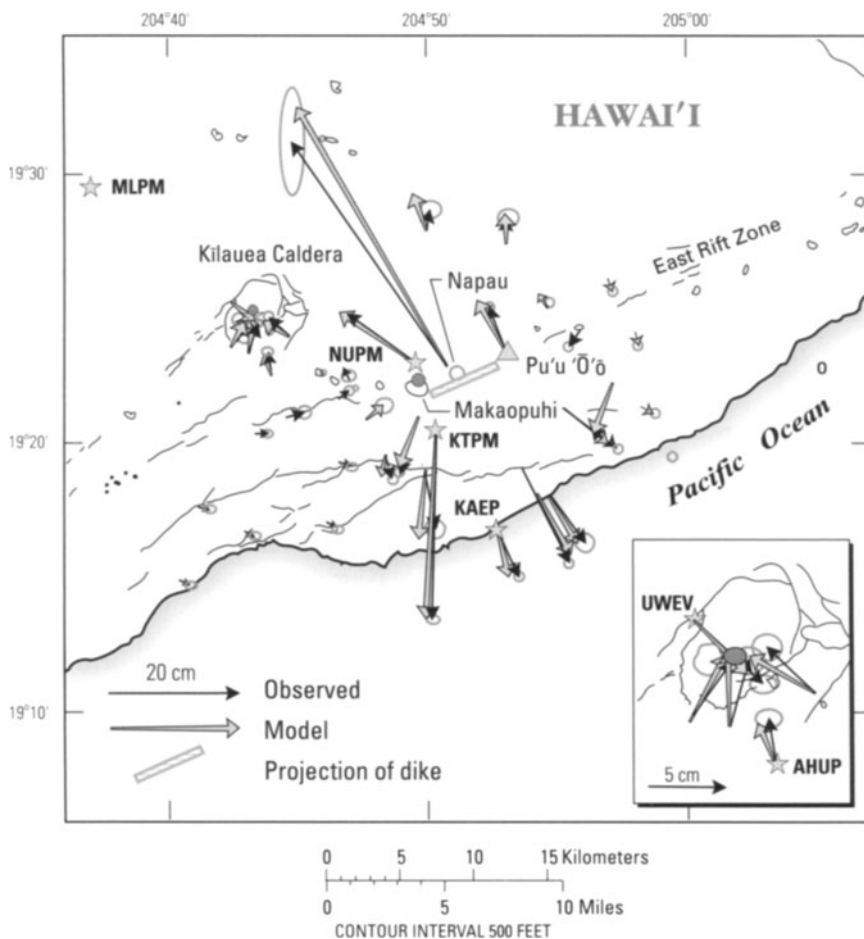 204°40'
204°50'
205°00'
HAWAI'I
19°30'
MLPM
East Rift Zone
Kīlauea Caldera
Napau
NUPM
Pu'u 'Ō'ō
Makaopuhi
19°20'
KTPM
Pacific Ocean
KAEP
UWEV
20 cm
Observed
Model
19°10'
Projection of dike
AHUP
5 cm
0 5 10 15 Kilometers
0 5 10 Miles
CONTOUR INTERVAL 500 FEET